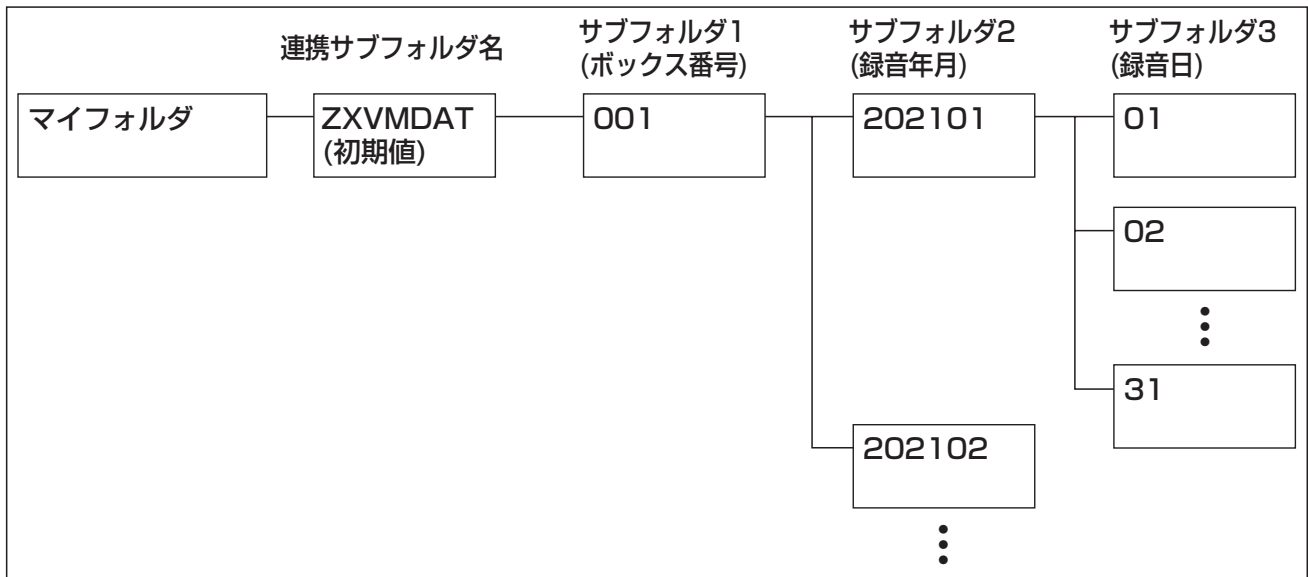 連携サブフォルダ名
サブフォルダ1
(ボックス番号)
サブフォルダ2
(録音年月)
サブフォルダ3
(録音日)
マイフォルダ
ZXVMDAT
(初期値)
001
202101
01
02
31
202102